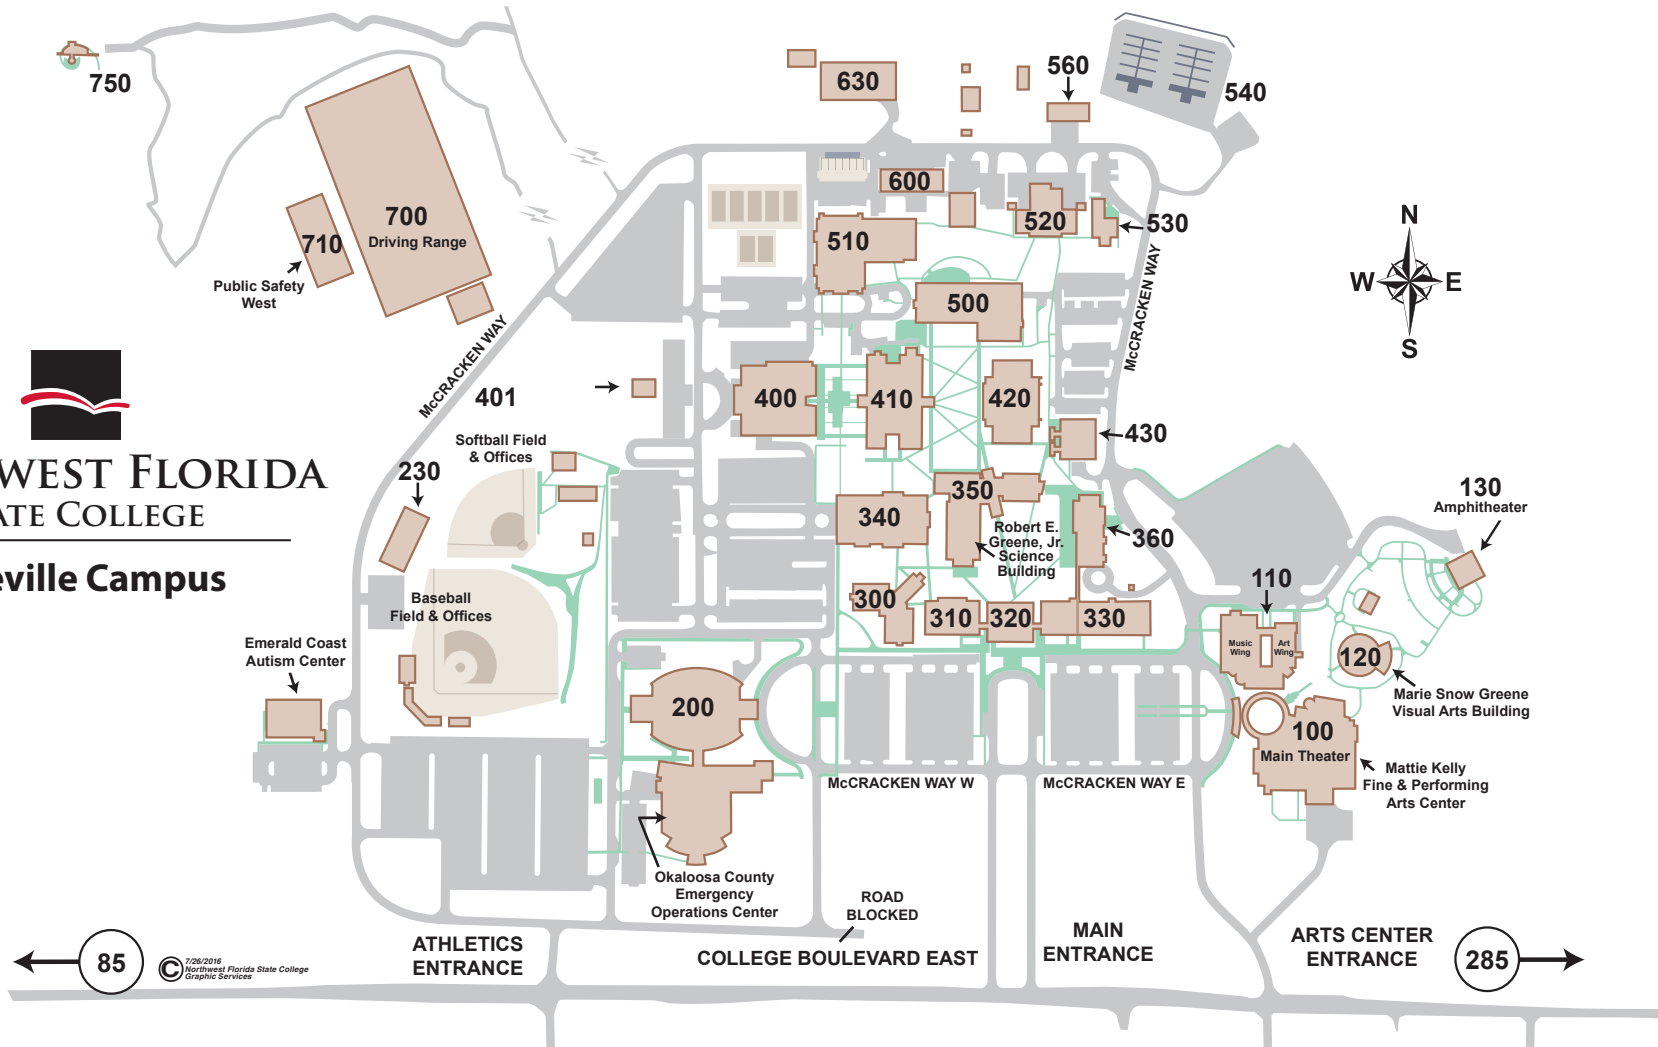 750
630
560
540
600
700
Driving Range
710
Public Safety
West
510
520
530
N
W
E
S
500
McCRACKEN WAY
McCRACKEN WAY
401
400
410
420
430
WEST FLORIDA
ATE COLLEGE
eville Campus
Softball Field
& Offices
230
350
340
Robert E.
Greene, Jr.
Science
Building
360
130
Amphitheater
110
Baseball
Field & Offices
300
310
320
330
Music
Wing
Art
Wing
120
Marie Snow Greene
Visual Arts Building
Emerald Coast
Autism Center
200
100
Main Theater
Mattie Kelly
Fine & Performing
Arts Center
McCRACKEN WAY W
McCRACKEN WAY E
Okaloosa County
Emergency
Operations Center
ROAD
BLOCKED
85
© 7/26/2016
Northwest Florida State College
Graphic Services
ATHLETICS
ENTRANCE
COLLEGE BOULEVARD EAST
MAIN
ENTRANCE
ARTS CENTER
ENTRANCE
285